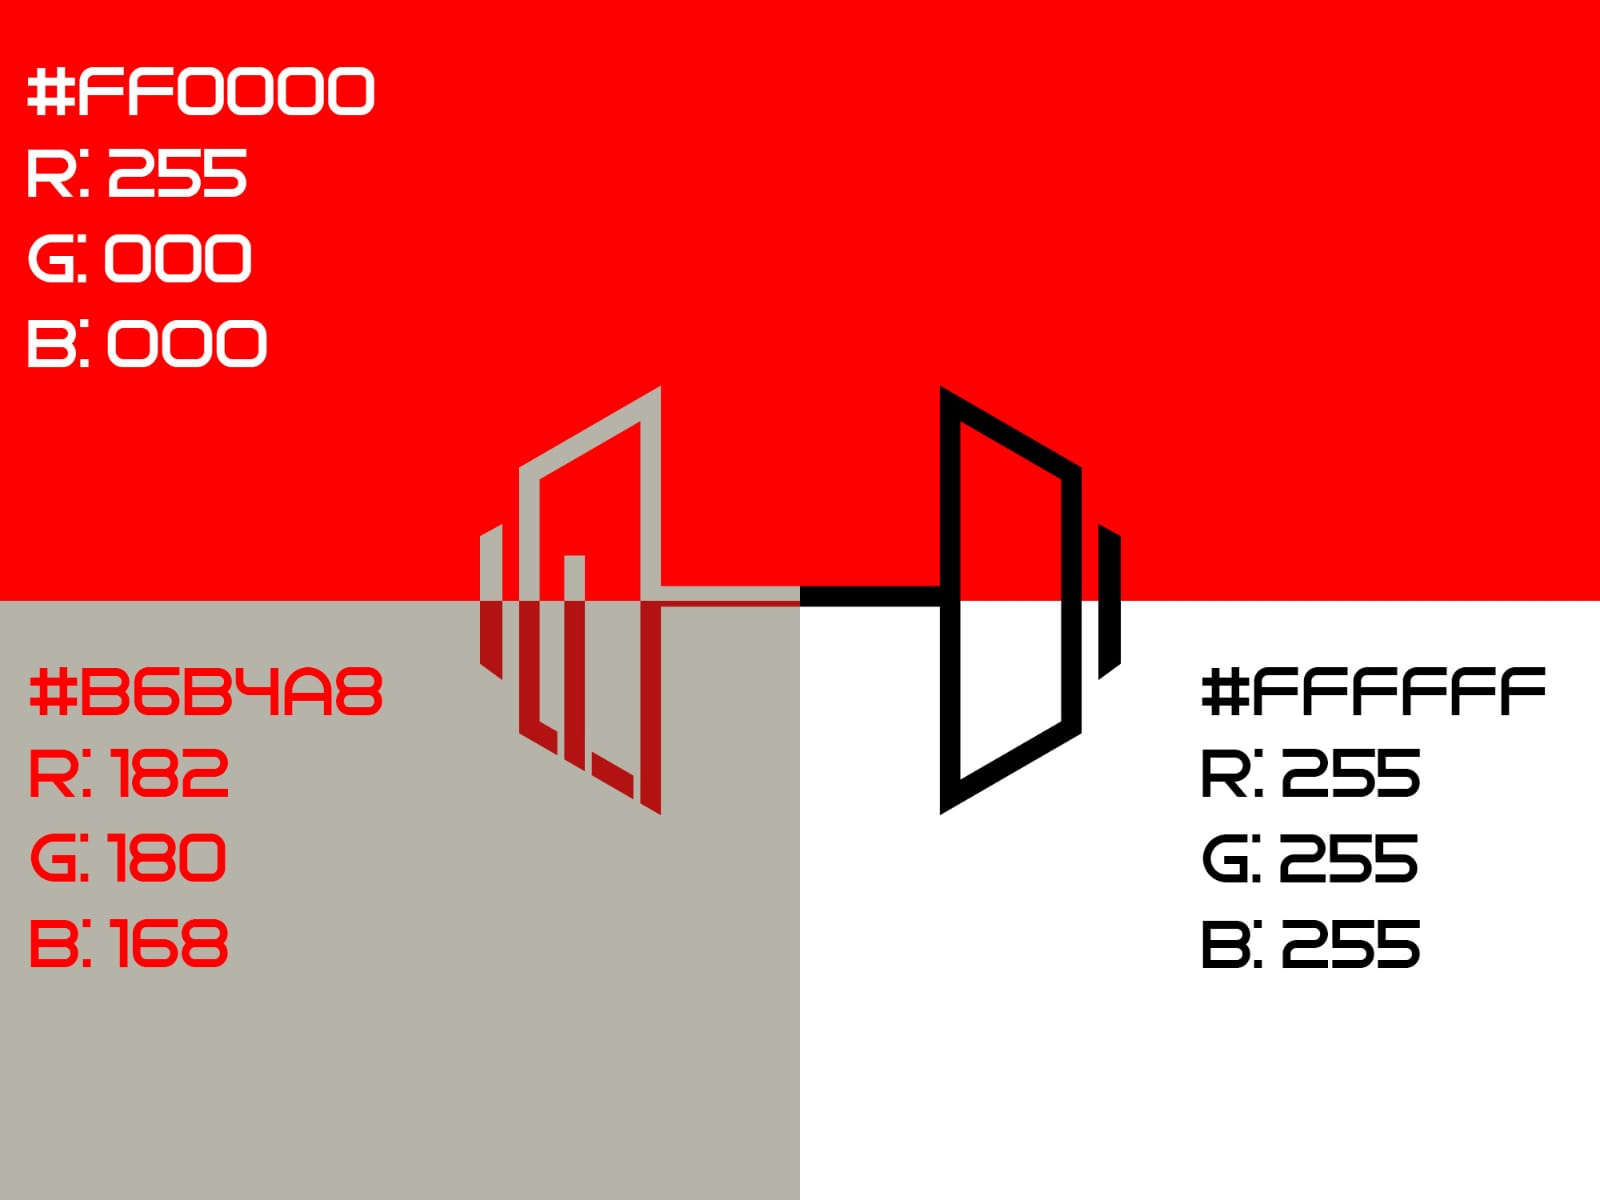 #FF0000
R: 255
G: 000
B: 000
#B6B4A8
R: 182
G: 180
B: 168
#FFFFFF
R: 255
G: 255
B: 255